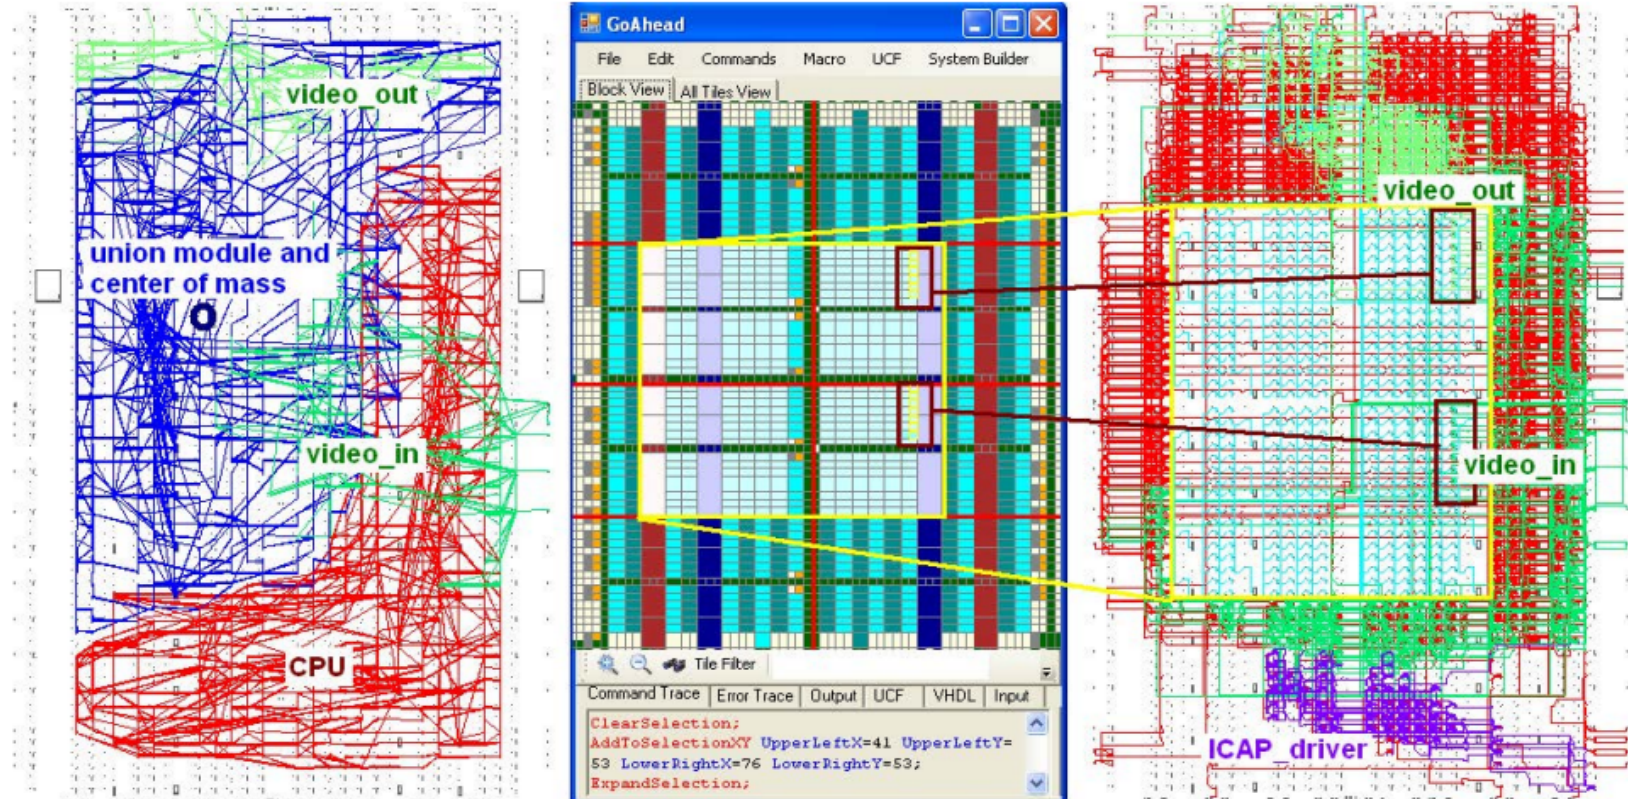 video_out
union module and
center of mass
O
video_in
CPU
GoAhead
File Edit Commands Macro UCF System Builder
Block View All Tiles View
Tile Filter
Command Trace Error Trace Output UCF VHDL Input
ClearSelection;
AddToSelectionXY UpperLeftX=41 UpperLeftY=
53 LowerRightX=76 LowerRightY=53;
ExpandSelection;
video_out
video_in
ICAP_driver